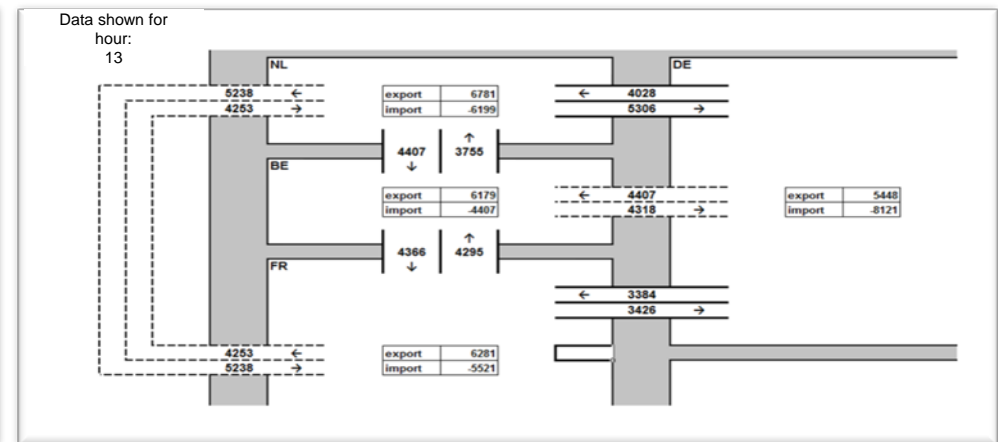 Data shown for
hour:
13
NL
DE
5238 ←
4253 →
export 6781
import -6199
← 4028
5306 →
4407 ↓
↑ 3755
BE
export 6179
import -4407
← 4407
4318 →
export 5448
import -8121
4366 ↓
↑ 4295
FR
← 3384
3426 →
4253 ←
5238 →
export 6281
import -5521